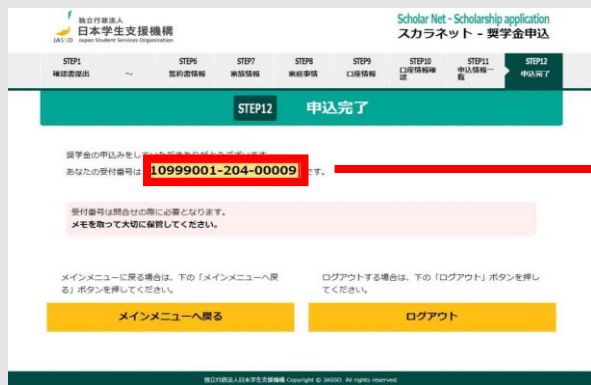 独立行政法人
日本学生支援機構
JASSO Japan Student Services Organization
Scholar Net - Scholarship application
スカラネット - 奨学金申込
STEP1
確認書提出
～
STEP6
誓約書情報
STEP7
家族情報
STEP8
家庭事情
STEP9
口座情報
STEP10
口座情報確
認
STEP11
申込情報一
覧
STEP12
申込完了
STEP12 申込完了
奨学金の申込みをして
あなたの受付番号は 10999001-204-00009 です。
受付番号は問合せの際に必要となります。
メモを取って大切に保管してください。
メインメニューに戻る場合は、下の「メインメニューへ戻
る」ボタンを押してください。
ログアウトする場合は、下の「ログアウト」ボタンを押し
てください。
メインメニューへ戻る
ログアウト
独立行政法人日本学生支援機構 Copyright © JASSO. All rights reserved.